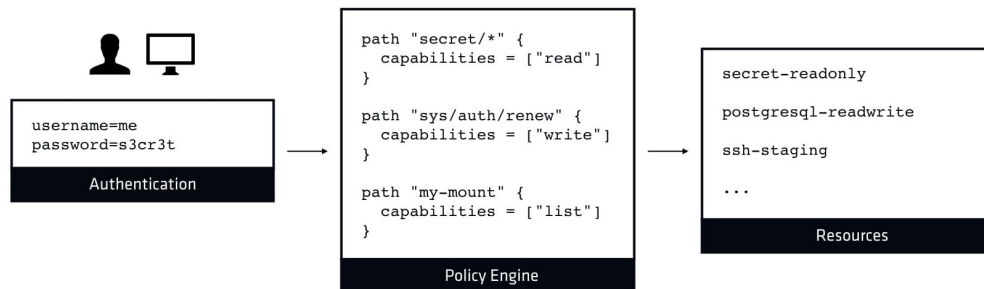 username=me
password=s3cr3t
Authentication
path "secret/*" {
  capabilities = ["read"]
}
path "sys/auth/renew" {
  capabilities = ["write"]
}
path "my-mount" {
  capabilities = ["list"]
}
Policy Engine
secret-readonly
postgresql-readwrite
ssh-staging
...
Resources